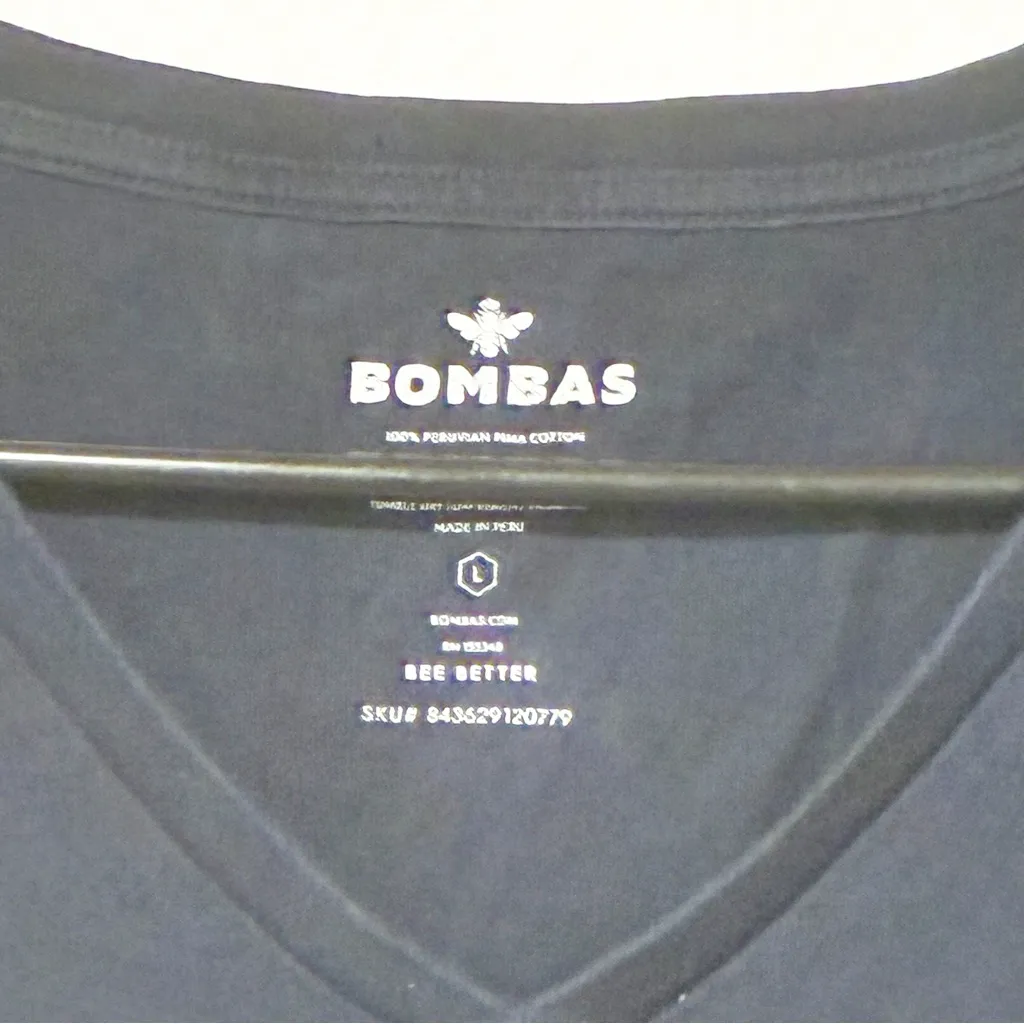 BOMBAS
100% PERUVIAN PIMA COTTON
MADE IN PERU
L
BOMBAS.COM
BEE BETTER
SKU# 843629120779